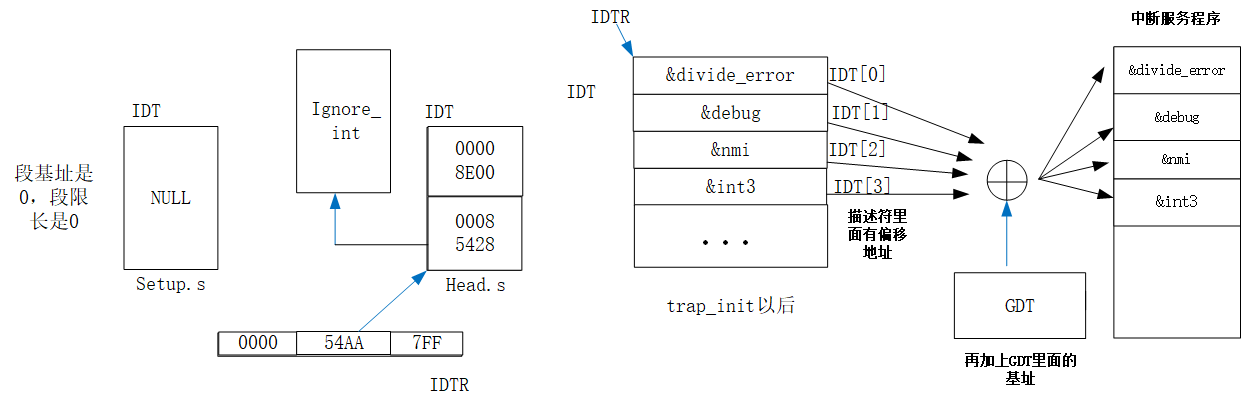 IDT
段基址是
0，段限
长是0
NULL
Setup.s
Ignore_
int
IDT
0000
8E00
0008
5428
Head.s
0000
54AA
7FF
IDTR
IDTR
IDT
&divide_error
&debug
&nmi
&int3
...
IDT[0]
IDT[1]
IDT[2]
IDT[3]
描述符里
面有偏移
地址
trap_init以后
GDT
再加上GDT里面的
基址
中断服务程序
&divide_error
&debug
&nmi
&int3